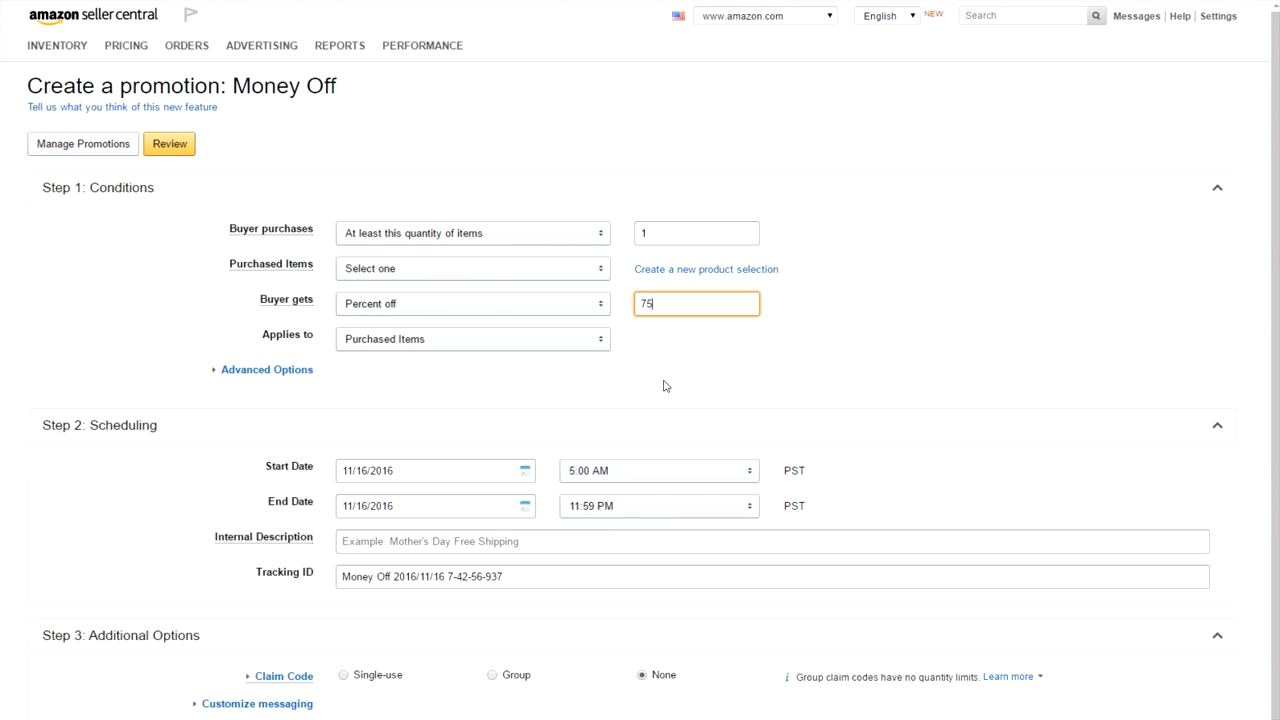 amazon seller central
www.amazon.com
English
NEW
Search
Messages | Help | Settings
INVENTORY PRICING ORDERS ADVERTISING REPORTS PERFORMANCE
Create a promotion: Money Off
Tell us what you think of this new feature
Manage Promotions Review
Step 1: Conditions
Buyer purchases At least this quantity of items 1
Purchased Items Select one Create a new product selection
Buyer gets Percent off 75
Applies to Purchased Items
Advanced Options
Step 2: Scheduling
Start Date 11/16/2016 5:00 AM PST
End Date 11/16/2016 11:59 PM PST
Internal Description Example: Mother's Day Free Shipping
Tracking ID Money Off 2016/11/16 7-42-56-937
Step 3: Additional Options
Claim Code Single-use Group None i Group claim codes have no quantity limits. Learn more
Customize messaging